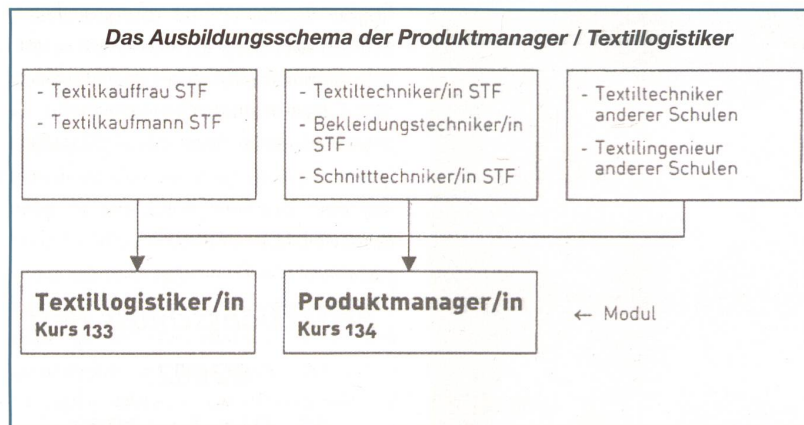 Das Ausbildungsschema der Produktmanager / Textillogistiker
- Textilkauffrau STF
- Textilkaufmann STF
- Textiltechniker/in STF
- Bekleidungstechniker/in
STF
- Schnitttechniker/in STF
- Textiltechniker
anderer Schulen
- Textilingenieur
anderer Schulen
Textillogistiker/in
Kurs 133
Produktmanager/in
Kurs 134
← Modul